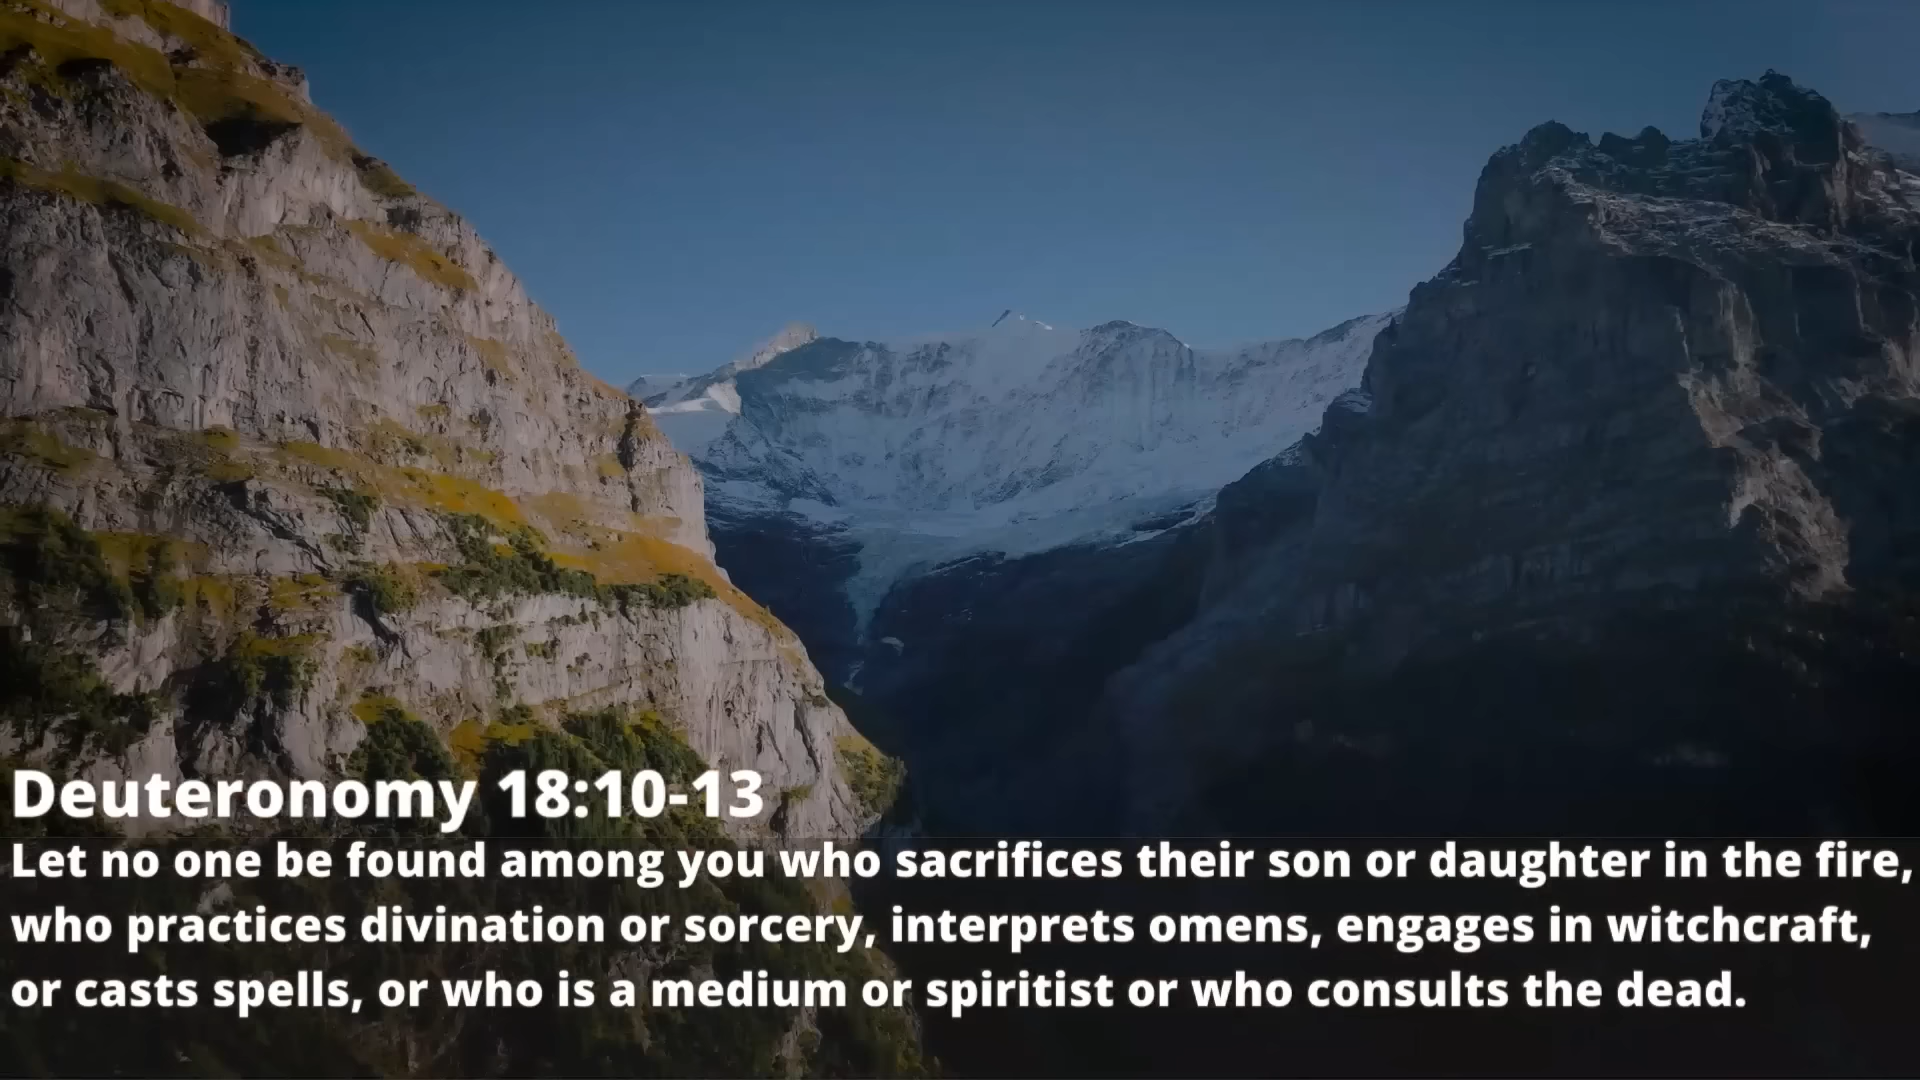 Deuteronomy 18:10-13
Let no one be found among you who sacrifices their son or daughter in the fire,
who practices divination or sorcery, interprets omens, engages in witchcraft,
or casts spells, or who is a medium or spiritist or who consults the dead.